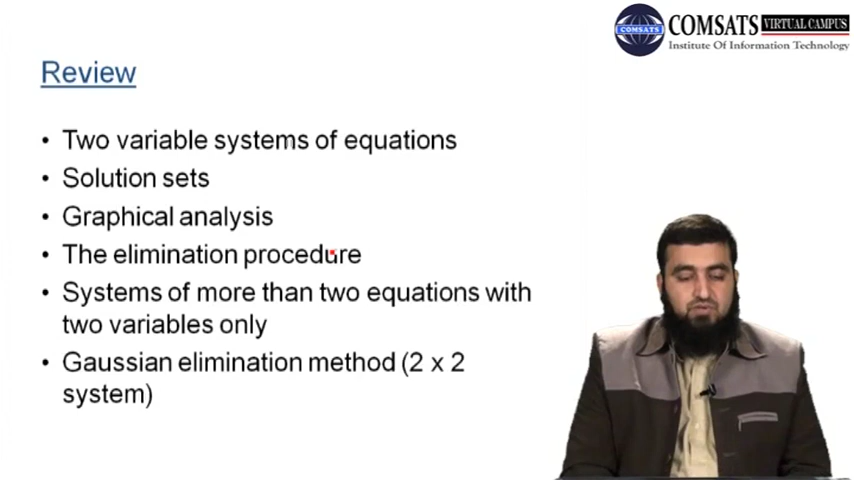 COMSATS VIRTUAL CAMPUS
COMSATS
Institute Of Information Technology
Review
• Two variable systems of equations
• Solution sets
• Graphical analysis
• The elimination procedure
• Systems of more than two equations with
two variables only
• Gaussian elimination method (2 x 2
system)